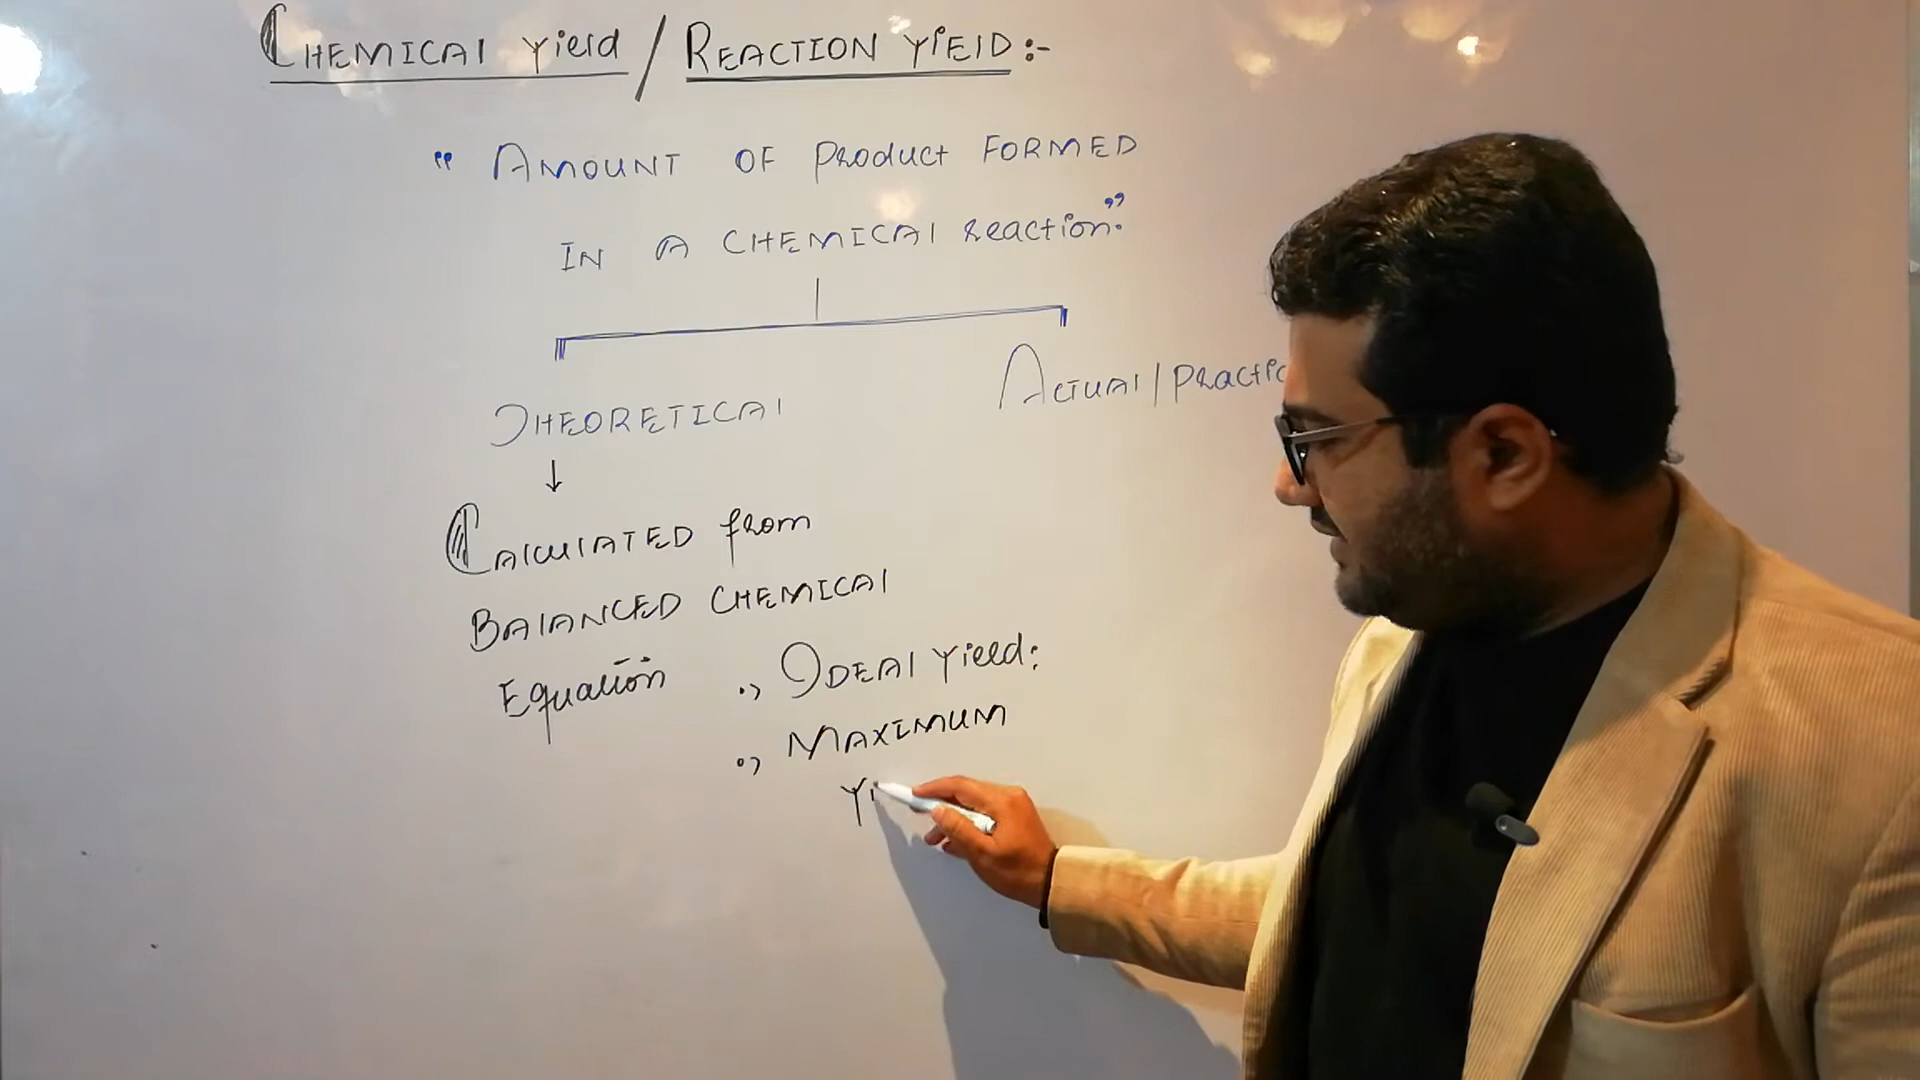 CHEMICAl Yield / REACTION YiElD :-
" AMOUNT OF Product FORMED
IN A CHEMICAl Reaction."
THEORETICAl
ACTUAl / Practic
CAlCUlATED from
BAlANCED CHEMICAl
Equation
., IDEAl Yield:
., MAXIMUM
Yi